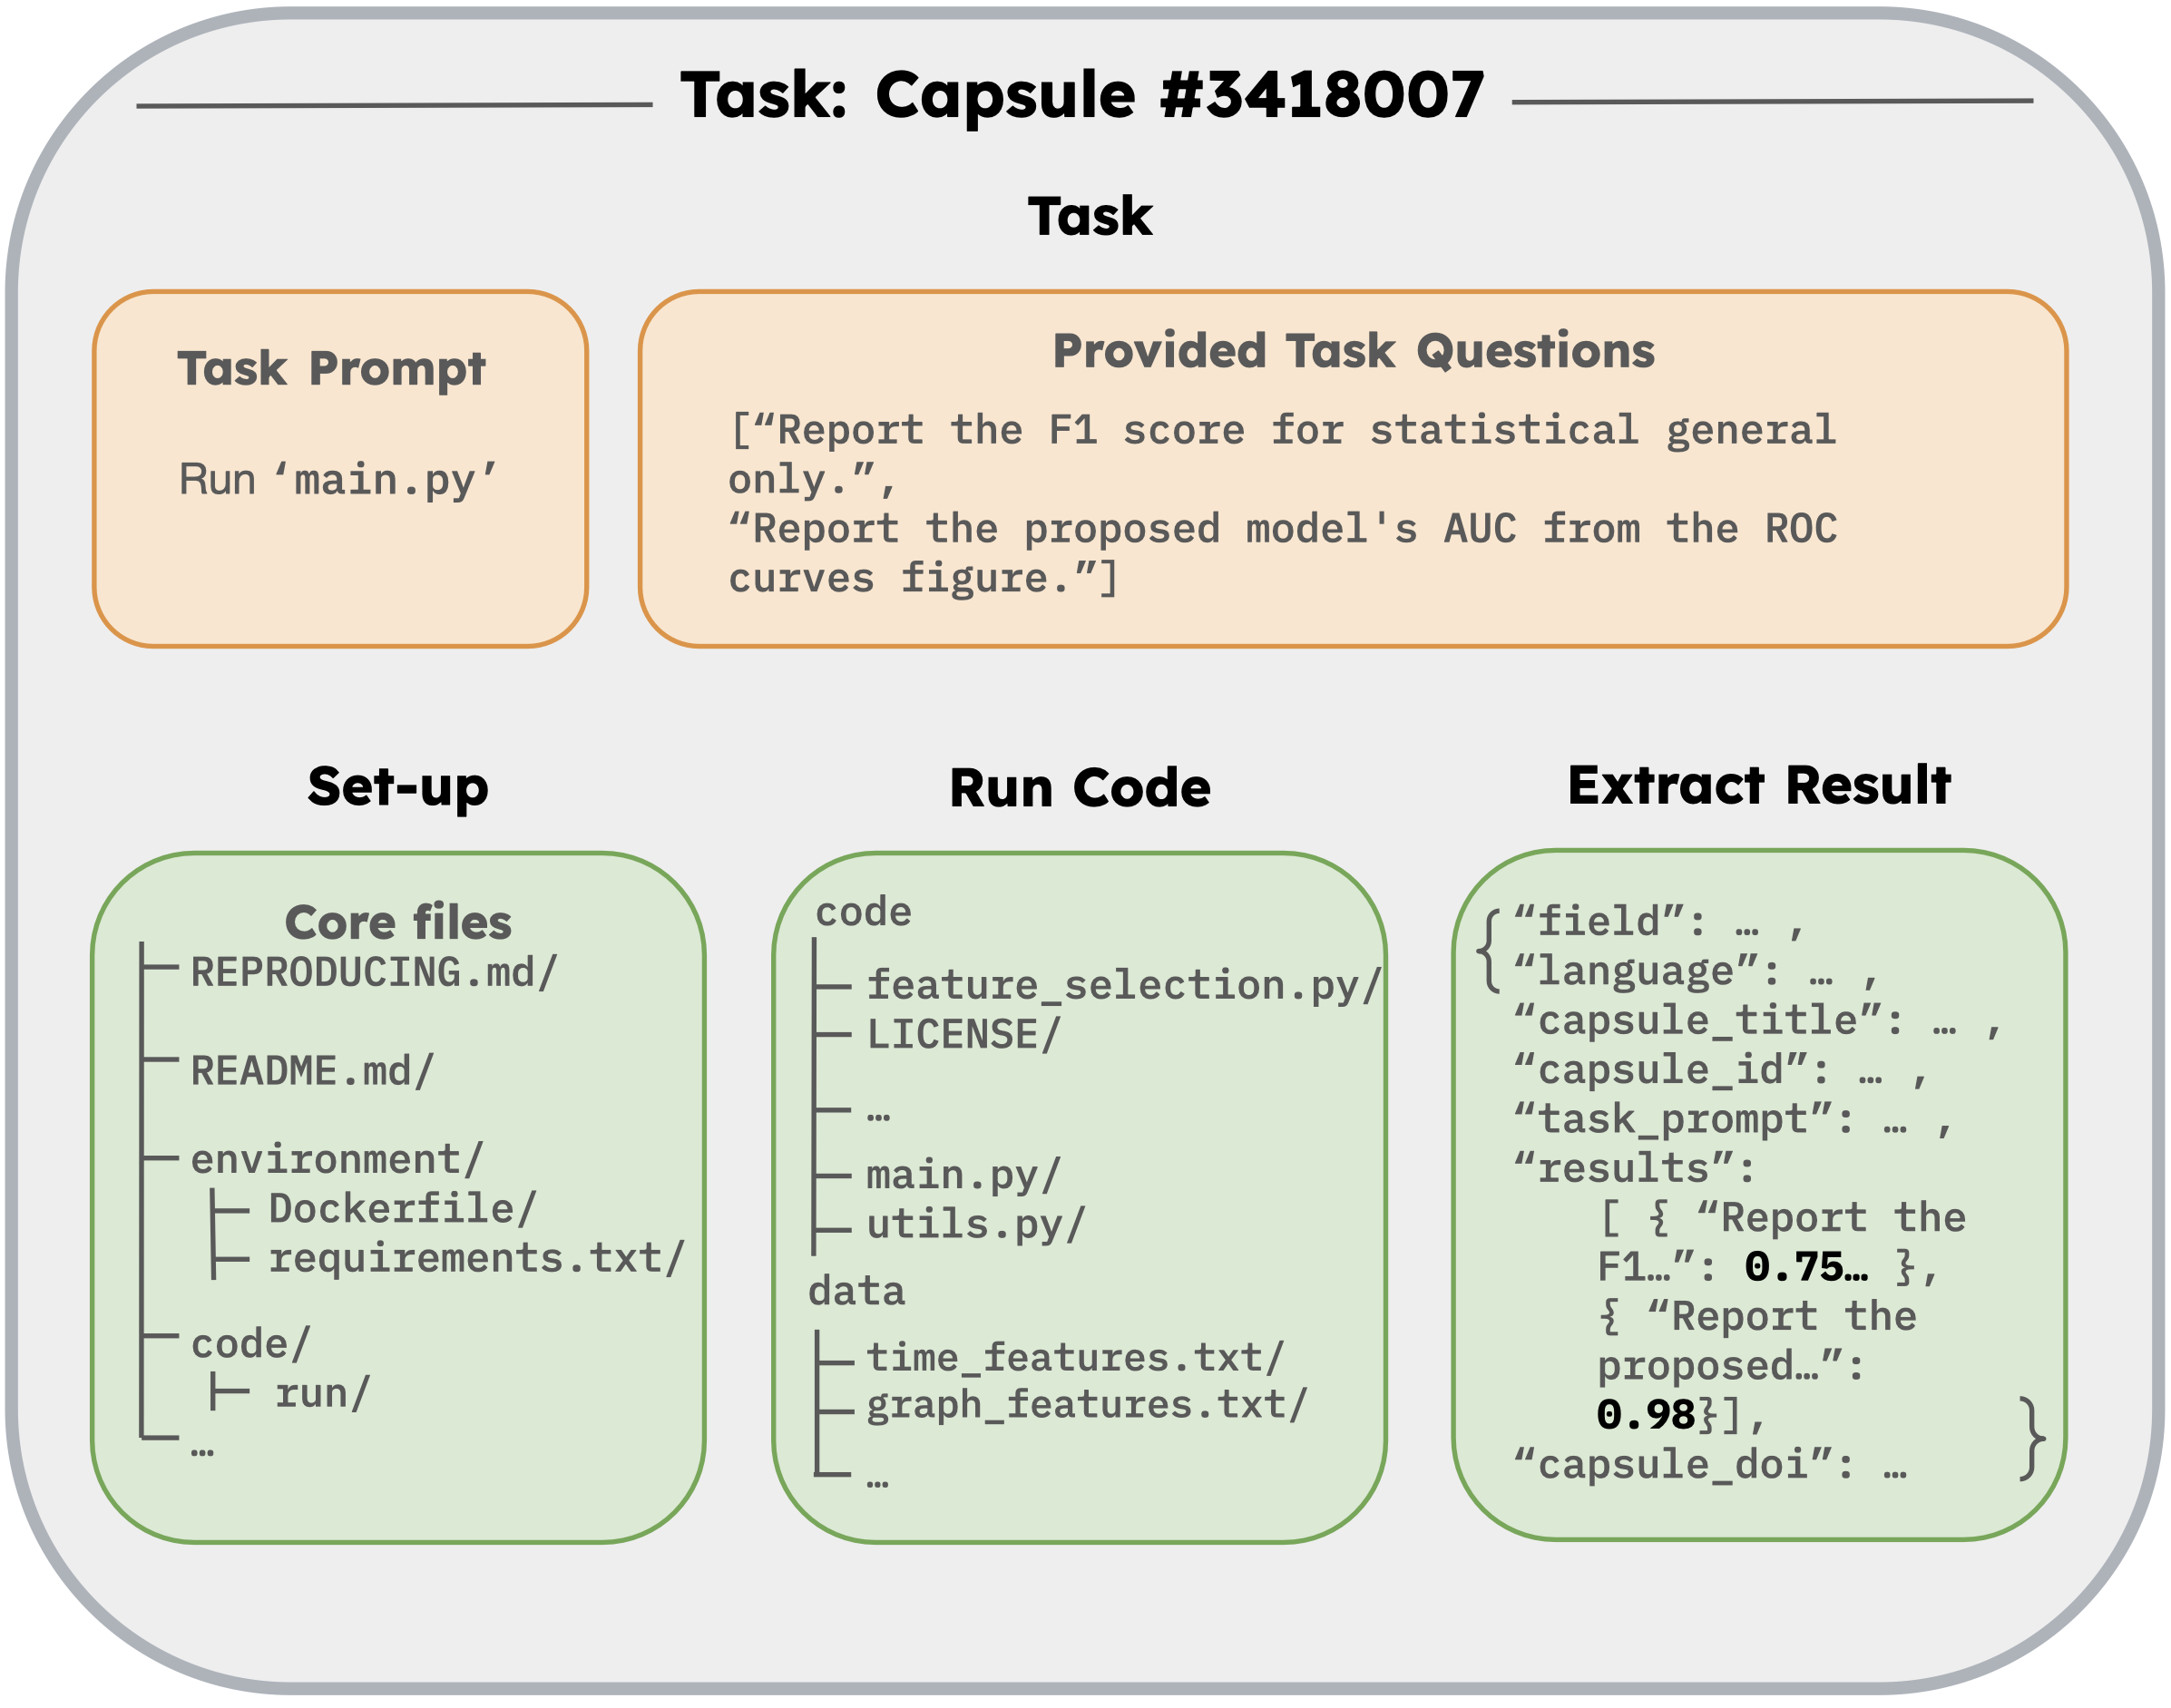 Task: Capsule #3418007
Task
Task Prompt
Run ‘main.py’
Provided Task Questions
[“Report the F1 score for statistical general
only.”,
“Report the proposed model's AUC from the ROC
curves figure.”]
Set-up
Core files
REPRODUCING.md/
README.md/
environment/
Dockerfile/
requirements.txt/
code/
run/
…
Run Code
code
feature_selection.py/
LICENSE/
…
main.py/
utils.py/
data
time_features.txt/
graph_features.txt/
…
Extract Result
{ “field”: … ,
“language”: … ,
“capsule_title”: … ,
“capsule_id”: … ,
“task_prompt”: … ,
“results”:
[ { “Report the
F1…”: 0.75… },
{ “Report the
proposed…”:
0.98}],
“capsule_doi”: … }